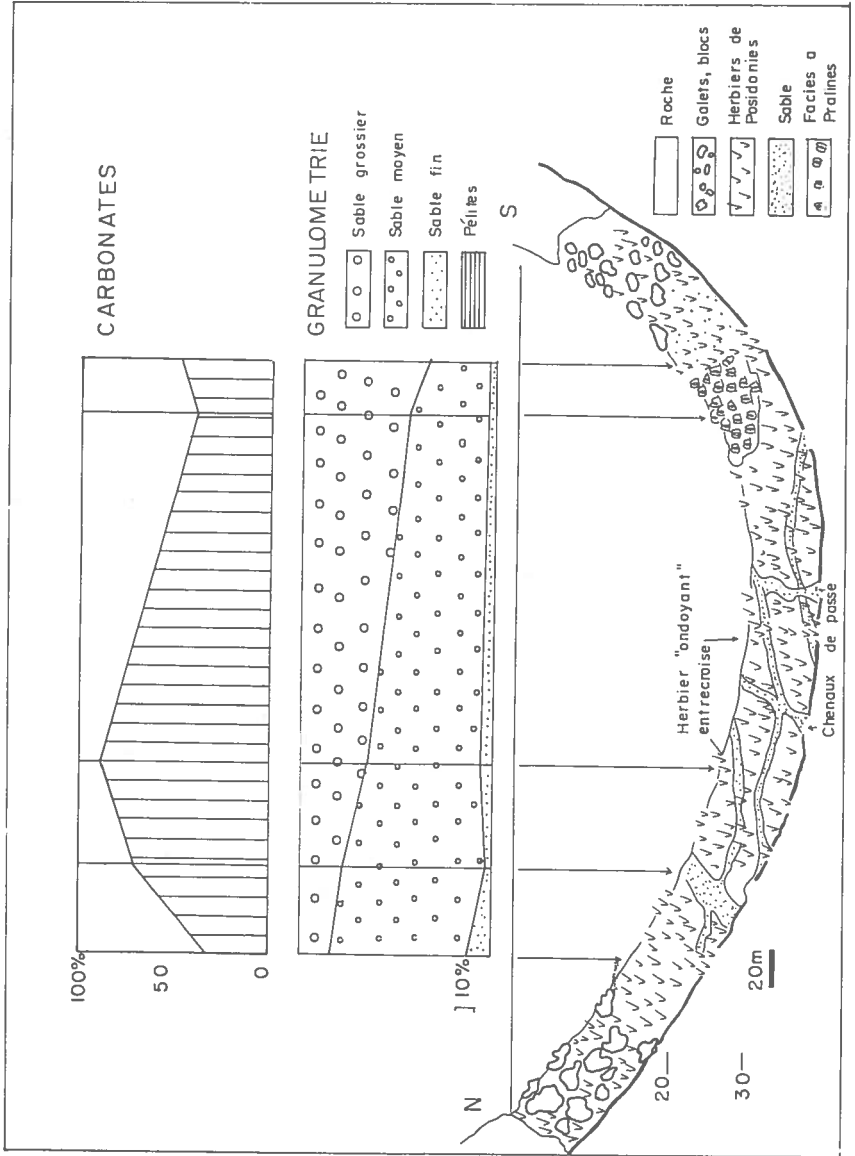 CARBONATES
100%
50
0
GRANULOMETRIE
Sable grossier
Sable moyen
Sable fin
Pélites
] 10%
N
S
Herbier "ondoyant"
entrecroise
Chenaux de passe
20—
30—
20m
Roche
Galets, blocs
Herbiers de
Posidonies
Sable
Facies a
Pralines